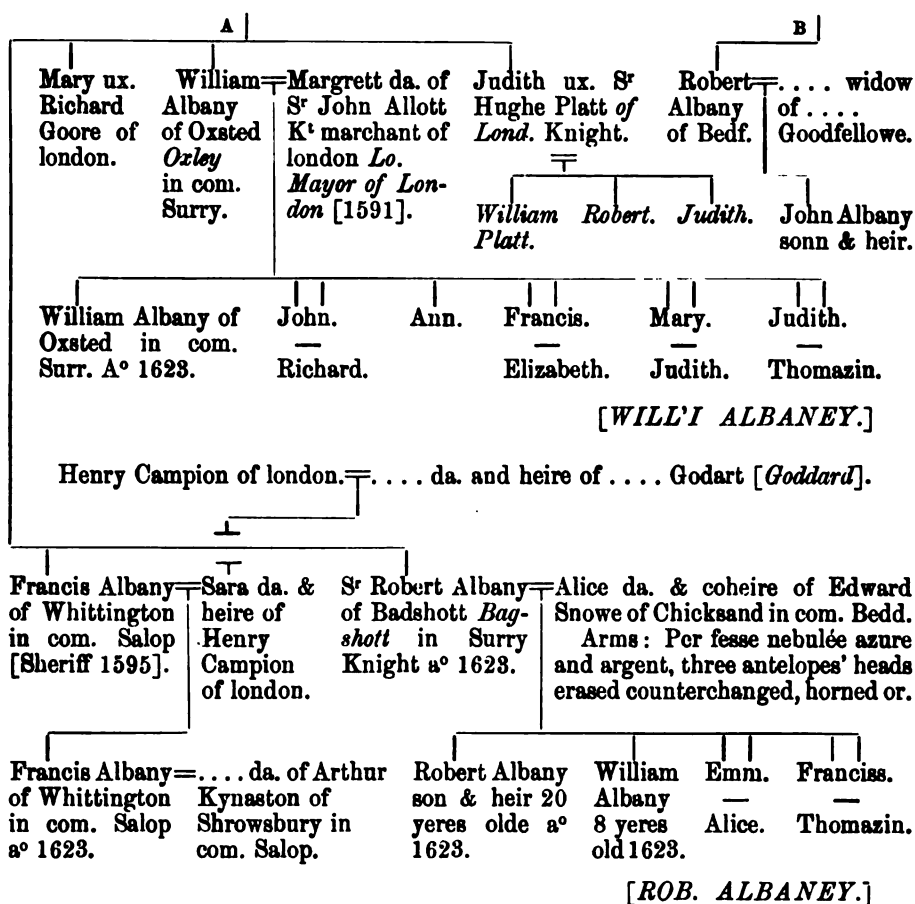 A
B
Mary ux.
Richard
Goore of
london.
William=Margrett da. of
Albany
of Oxsted
Oxley
in com.
Surry.
Sr John Allott
Kt marchant of
london Lo.
Mayor of Lon-
don [1591].
Judith ux. Sr
Hughe Platt of
Lond. Knight.
William
Platt.
Robert.
Judith.
Robert=. . . . widow
Albany
of Bedf.
of . . . .
Goodfellowe.
John Albany
sonn & heir.
William Albany of
Oxsted in com.
Surr. Ao 1623.
John.
—
Richard.
Ann.
Francis.
—
Elizabeth.
Mary.
—
Judith.
Judith.
—
Thomazin.
[WILL'I ALBANEY.]
Henry Campion of london.=. . . . da. and heire of . . . . Godart [Goddard].
Francis Albany=Sara da. &
of Whittington
in com. Salop
[Sheriff 1595].
heire of
Henry
Campion
of london.
Sr Robert Albany=Alice da. & coheire of Edward
of Badshott Bag-
shott in Surry
Knight ao 1623.
Snowe of Chicksand in com. Bedd.
Arms: Per fesse nebulée azure
and argent, three antelopes' heads
erased counterchanged, horned or.
Francis Albany=. . . . da. of Arthur
of Whittington
in com. Salop
ao 1623.
Kynaston of
Shrowsbury in
com. Salop.
Robert Albany
son & heir 20
yeres olde ao
1623.
William
Albany
8 yeres
old 1623.
Emm.
—
Alice.
Franciss.
—
Thomazin.
[ROB. ALBANEY.]